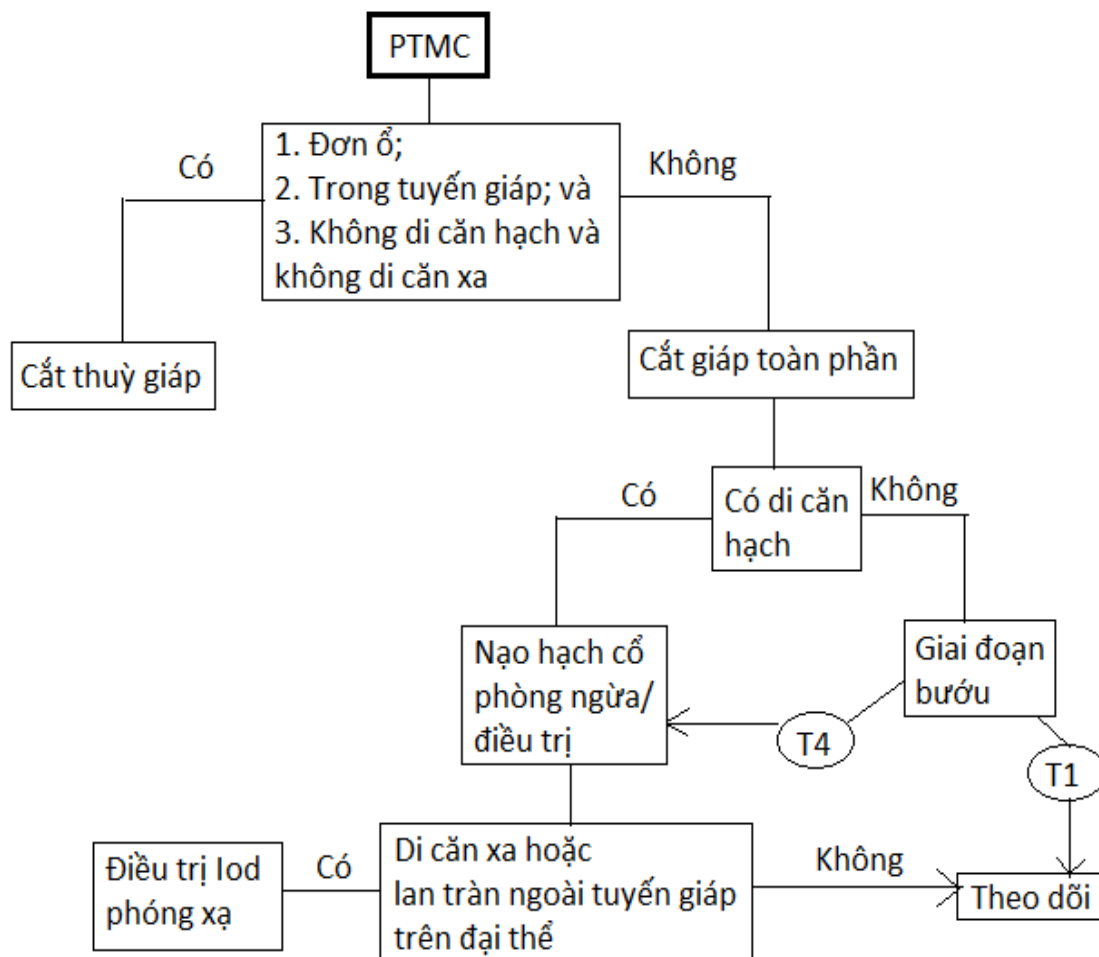 PTMC
Có
1. Đơn ổ;
2. Trong tuyến giáp; và
3. Không di căn hạch và
không di căn xa
Không
Cắt thuỳ giáp
Cắt giáp toàn phần
Có
Có di căn
hạch
Không
Nạo hạch cổ
phòng ngừa/
điều trị
Giai đoạn
bướu
T4
T1
Điều trị Iod
phóng xạ
Có
Di căn xa hoặc
lan tràn ngoài tuyến giáp
trên đại thể
Không
Theo dõi